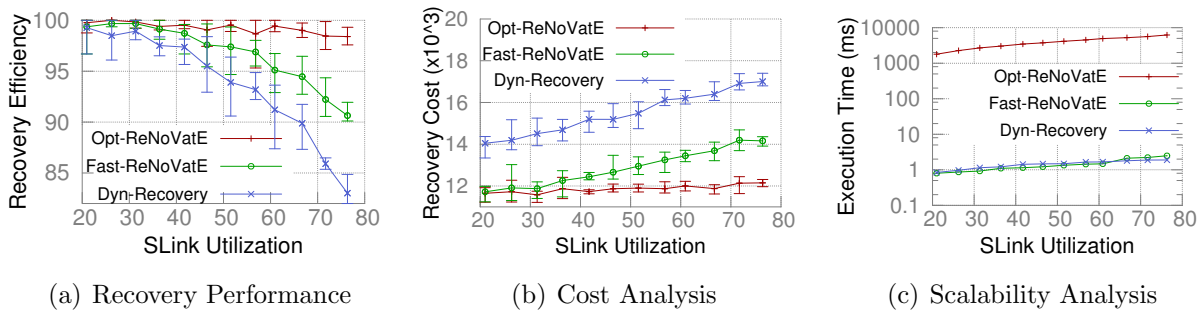 Recovery Efficiency
100
95
90
85
Opt-ReNoVatE
Fast-ReNoVatE
Dyn-Recovery
20 30 40 50 60 70 80
SLink Utilization
(a) Recovery Performance
Recovery Cost (x10^3)
20
18
16
14
12
Opt-ReNoVatE
Fast-ReNoVatE
Dyn-Recovery
20 30 40 50 60 70 80
SLink Utilization
(b) Cost Analysis
Execution Time (ms)
10000
1000
100
10
1
0.1
Opt-ReNoVatE
Fast-ReNoVatE
Dyn-Recovery
20 30 40 50 60 70 80
SLink Utilization
(c) Scalability Analysis